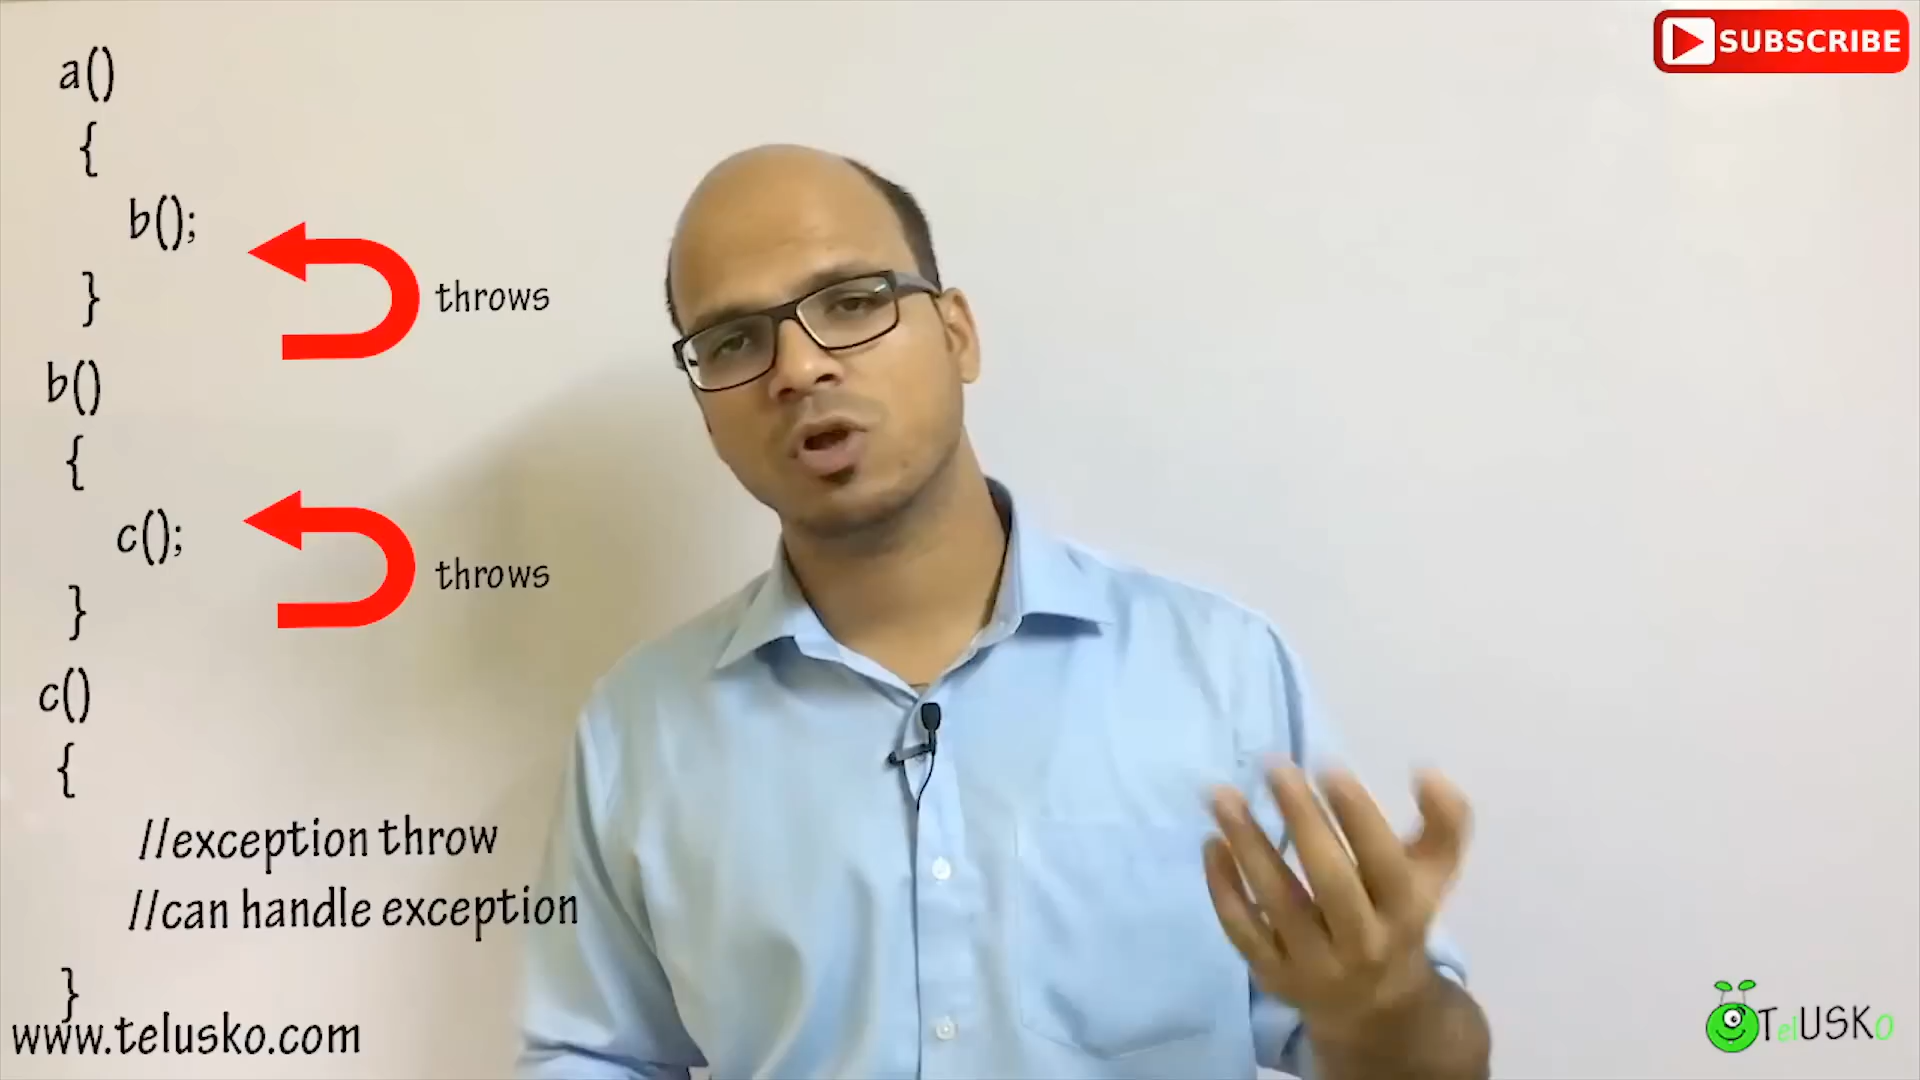 SUBSCRIBE
a()
{
b();
}
throws
b()
{
c();
}
throws
c()
{
//exception throw
//can handle exception
}
www.telusko.com
TelUSKo